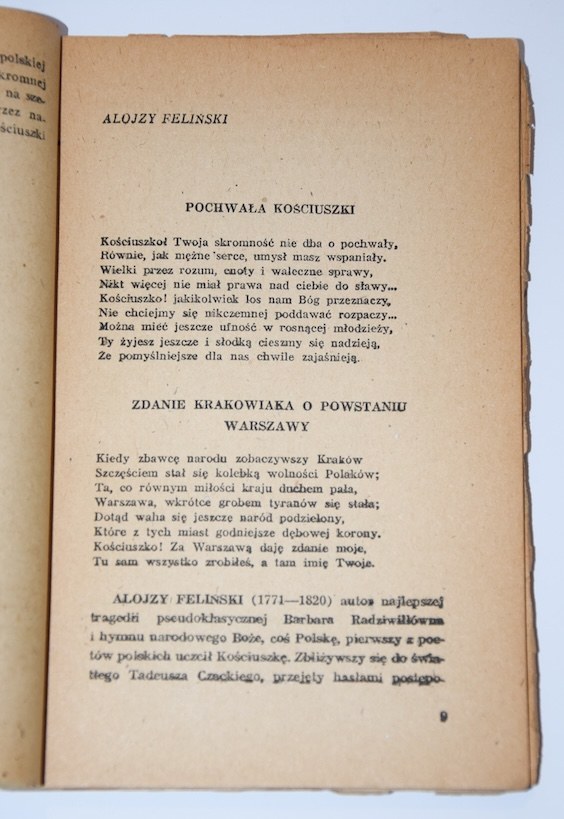 polskiej
kromnej
na sze-
rzez na-
ściuszki
ALOJZY FELIŃSKI
POCHWAŁA KOŚCIUSZKI
Kościuszko! Twoja skromność nie dba o pochwały,
Równie, jak mężne serce, umysł masz wspaniały.
Wielki przez rozum, cnoty i waleczne sprawy,
Nikt więcej nie miał prawa nad ciebie do sławy...
Kościuszko! jakikolwiek los nam Bóg przeznaczy,
Nie chciejmy się nikczemnej poddawać rozpaczy...
Można mieć jeszcze ufność w rosnącej młodzieży,
Ty żyjesz jeszcze i słodką cieszmy się nadzieją,
Że pomyślniejsze dla nas chwile zajaśnieją.
ZDANIE KRAKOWIAKA O POWSTANIU
WARSZAWY
Kiedy zbawcę narodu zobaczywszy Kraków
Szczęściem stał się kolebką wolności Polaków;
Ta, co równym miłości kraju duchem pała,
Warszawa, wkrótce grobem tyranów się stała;
Dotąd waha się jeszczę naród podzielony,
Które z tych miast godniejsze dębowej korony.
Kościuszko! Za Warszawą daję zdanie moje,
Tu sam wszystko zrobiłeś, a tam imię Twoje.
ALOJZY FELIŃSKI (1771—1820) autor najlepszej
tragedii pseudoklasycznej Barbara Radziwiłłówna
i hymnu narodowego Boże, coś Polskę, pierwszy z poe-
tów polskich uczcił Kościuszkę. Zbliżywszy się do świa-
tłego Tadeusza Czackiego, przejęty hasłami postępo-
9